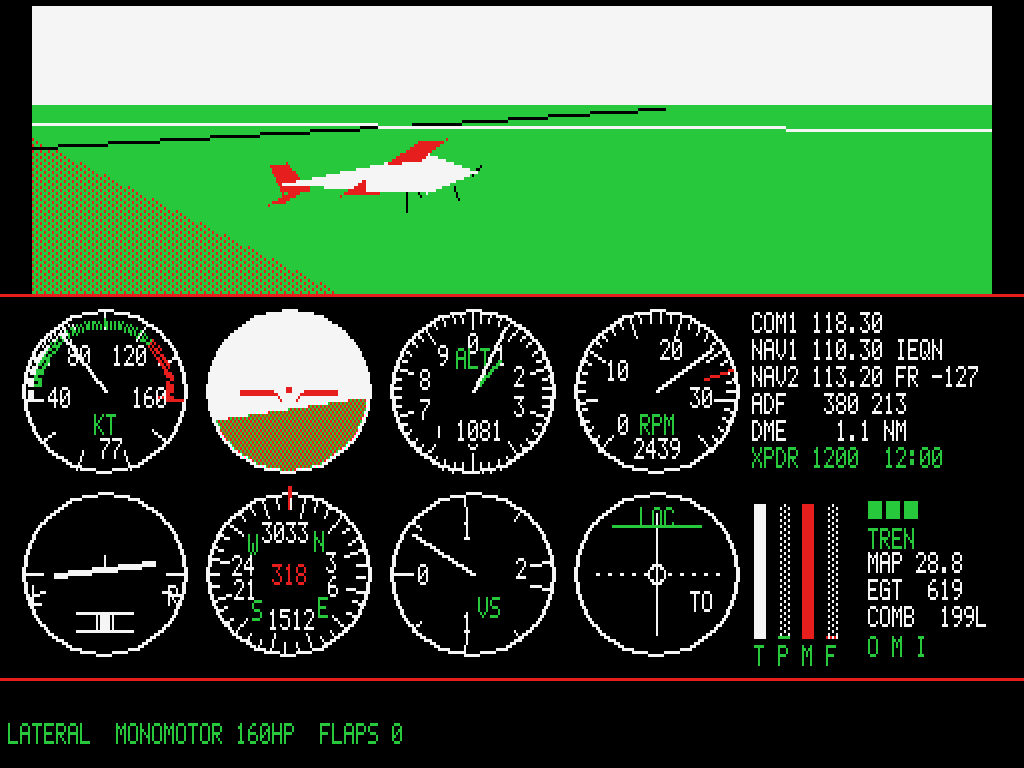 80 120
40 160
KT
77
0
9 ALT
8 2
7 3
1081
20
10
30
0 RPM
2439
COM1 118.30
NAV1 110.30 IEQN
NAV2 113.20 FR -127
ADF 380 213
DME 1.1 NM
XPDR 1200 12:00
L R
3033
W N
24 3
318
21 6
S E
1512
1
0 2
VS
1
LOC
TO
TREN
MAP 28.8
EGT 619
COMB 199L
T P M F
O M I
LATERAL MONOMOTOR 160HP FLAPS 0